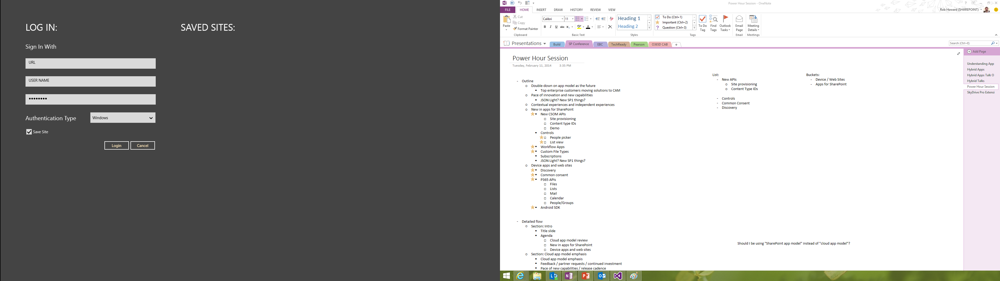 LOG IN:
SAVED SITES:
Sign In With
URL
USER NAME
••••••••
Authentication Type
Windows
Save Site
Login
Cancel
Power Hour Session - OneNote
FILE HOME INSERT DRAW HISTORY REVIEW VIEW
Rob Howard (SHAREPOINT)
Paste
Cut
Copy
Format Painter
Clipboard
Calibri 11
B I U abc X₂ A
Basic Text
Heading 1
Heading 2
Styles
To Do (Ctrl+1)
Important (Ctrl+2)
? Question (Ctrl+3)
To Do Tag
Find Tags
Tags
Outlook Tasks
Email Page
Email
Meeting Details
Meetings
Presentations
Build SP Conference EBC TechReady Pearson O365D CAB +
Search (Ctrl+E)
Power Hour Session
Tuesday, February 11, 2014 3:35 PM
- Outline
o Double-down on app model as the future
▪ Top enterprise customers moving solutions to CAM
o Pace of innovation and new capabilities
▪ JSON Light? New SP1 things?
o Contextual experiences and independent experiences
o New in apps for SharePoint
▪ New CSOM APIs
□ Site provisioning
□ Content type IDs
□ Demo
▪ Controls
□ People picker
□ List view
▪ Workflow Apps
▪ Custom File Types
▪ Subscriptions
▪ JSON Light? New SP1 things?
o Device apps and web sites
▪ Discovery
▪ Common consent
▪ P365 APIs
□ Files
□ Lists
□ Mail
□ Calendar
□ People/Groups
▪ Android SDK
- Detailed flow
o Section: Intro
▪ Title slide
▪ Agenda
□ Cloud app model review
□ New in apps for SharePoint
□ Device apps and web sites
o Section: Cloud app model emphasis
▪ Cloud app model emphasis
▪ Feedback / partner requests / continued investment
▪ Pace of new capabilities / release cadence
List:
- New APIs
o Site provisioning
o Content Type IDs
- Controls
- Common Consent
- Discovery
Buckets:
- Device / Web Sites
- Apps for SharePoint
Should I be using "SharePoint app model" instead of "cloud app model"?
Add Page
Understanding App
Hybrid Apps
Hybrid Apps Talk O
Hybrid Talks
Power Hour Session
SkyDrive Pro Extensi